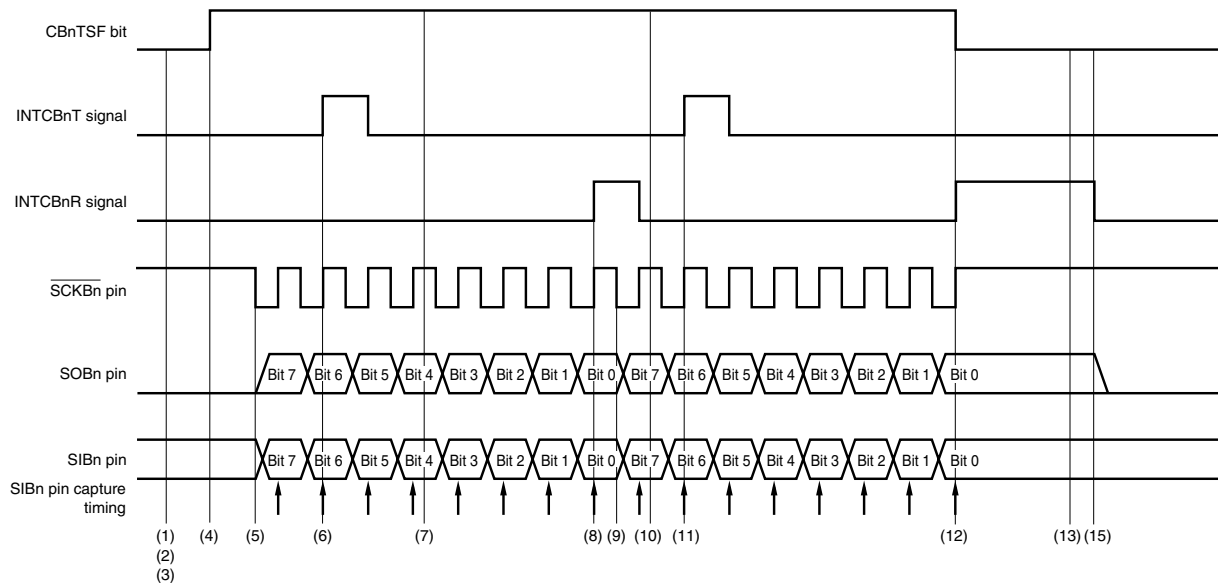 CBnTSF bit
INTCBnT signal
INTCBnR signal
SCKBn pin
SOBn pin
Bit 7 Bit 6 Bit 5 Bit 4 Bit 3 Bit 2 Bit 1 Bit 0 Bit 7 Bit 6 Bit 5 Bit 4 Bit 3 Bit 2 Bit 1 Bit 0
SIBn pin
Bit 7 Bit 6 Bit 5 Bit 4 Bit 3 Bit 2 Bit 1 Bit 0 Bit 7 Bit 6 Bit 5 Bit 4 Bit 3 Bit 2 Bit 1 Bit 0
SIBn pin capture
timing
(1) (4) (5) (6) (7) (8) (9) (10) (11) (12) (13) (15)
(2)
(3)